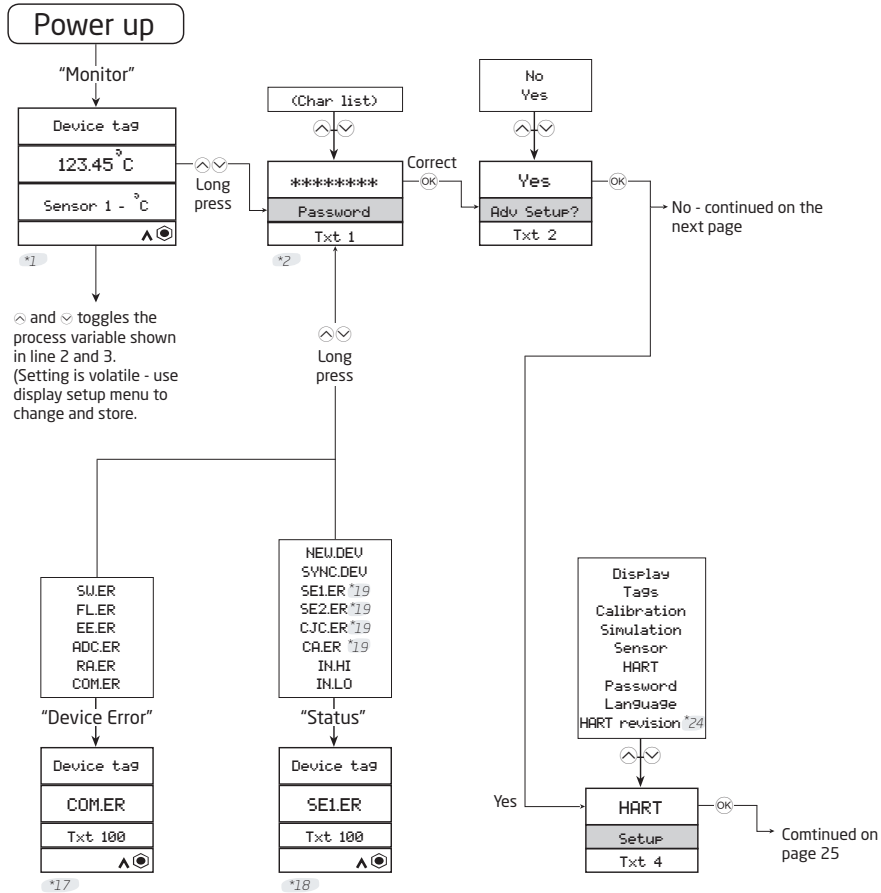 Power up
“Monitor”
Device tag
123.45°C
Sensor 1 - °C
*1
⌃ and ⌄ toggles the
process variable shown
in line 2 and 3.
(Setting is volatile - use
display setup menu to
change and store.
Long
press
(Char list)
********
Password
Txt 1
*2
Correct
OK
No
Yes
Yes
Adv Setup?
Txt 2
OK
No - continued on the
next page
Long
press
SW.ER
FL.ER
EE.ER
ADC.ER
RA.ER
COM.ER
“Device Error”
Device tag
COM.ER
Txt 100
*17
NEW.DEV
SYNC.DEV
SE1.ER *19
SE2.ER *19
CJC.ER *19
CA.ER *19
IN.HI
IN.LO
“Status”
Device tag
SE1.ER
Txt 100
*18
Display
Tags
Calibration
Simulation
Sensor
HART
Password
Language
HART revision *24
Yes
HART
Setup
Txt 4
OK
Comtinued on
page 25